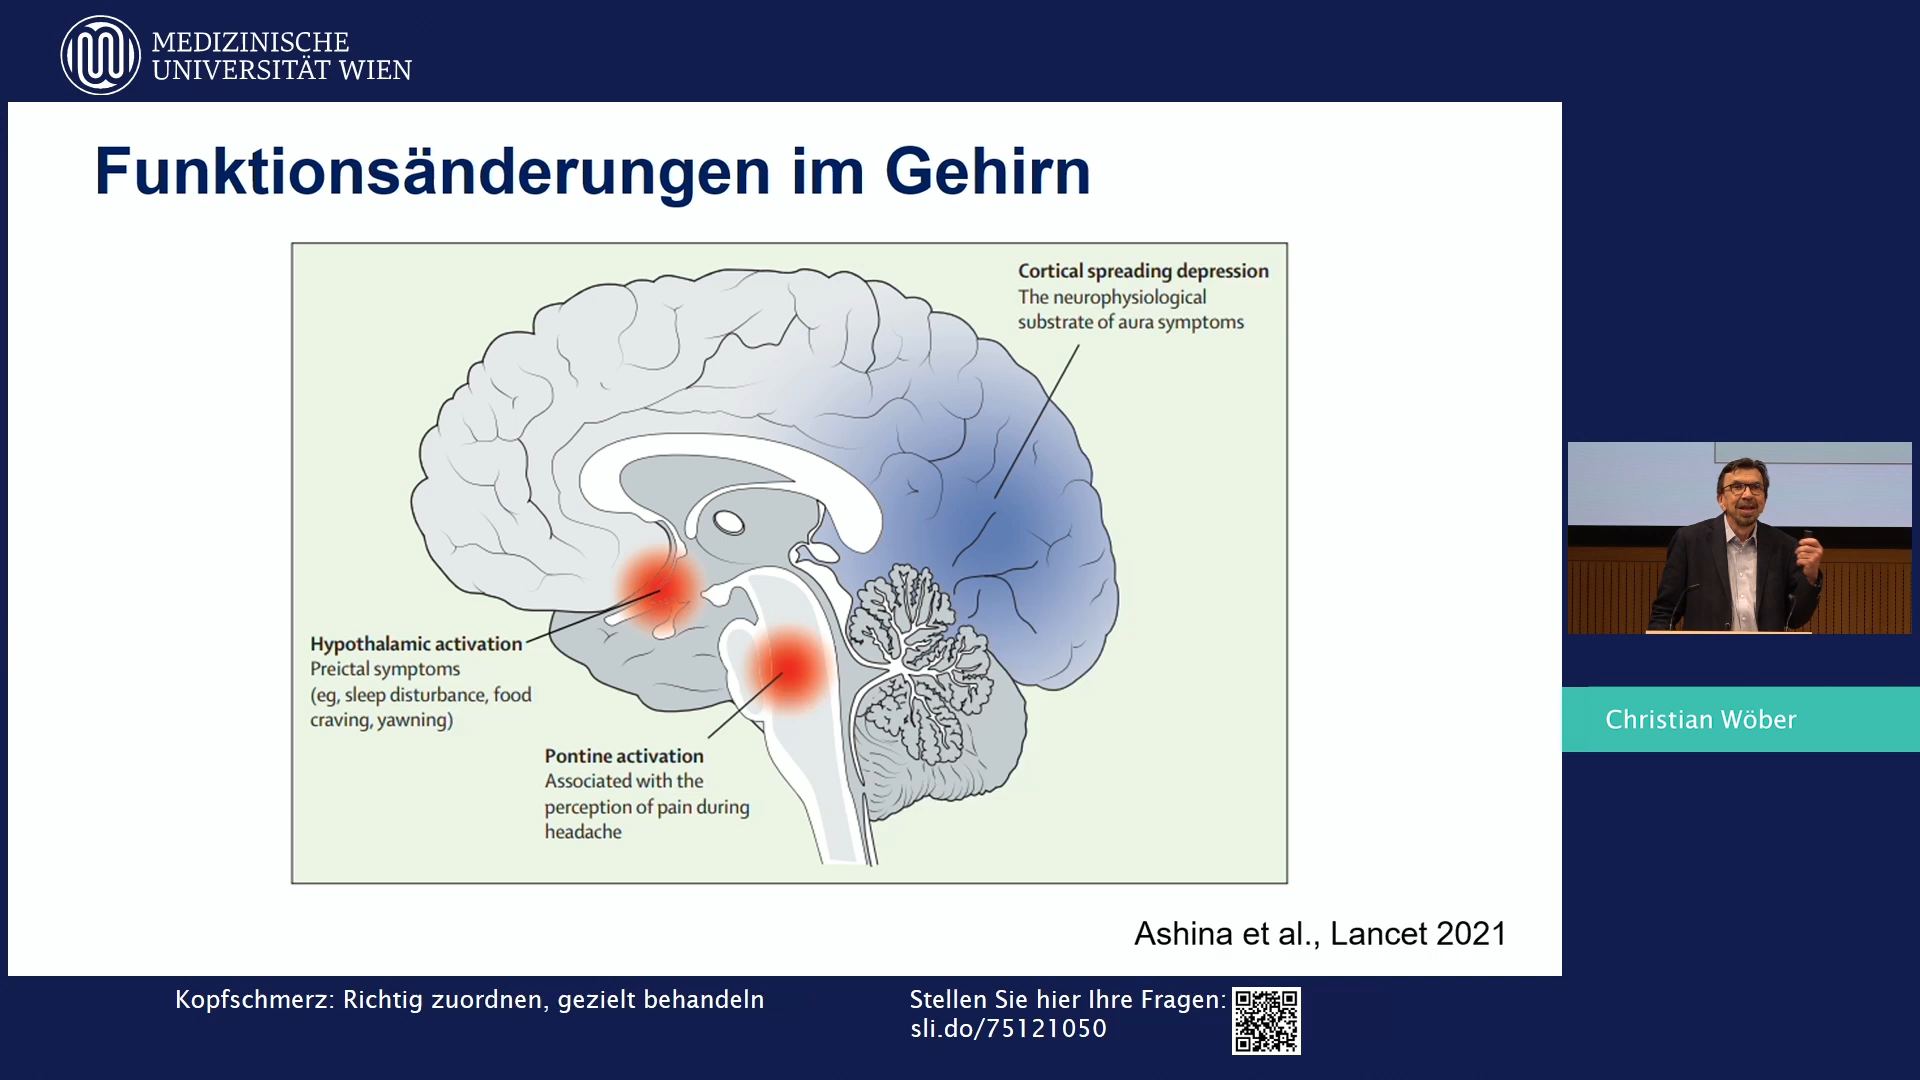 MEDIZINISCHE
UNIVERSITÄT WIEN
Funktionsänderungen im Gehirn
Cortical spreading depression
The neurophysiological
substrate of aura symptoms
Hypothalamic activation
Preictal symptoms
(eg, sleep disturbance, food
craving, yawning)
Pontine activation
Associated with the
perception of pain during
headache
Ashina et al., Lancet 2021
Christian Wöber
Kopfschmerz: Richtig zuordnen, gezielt behandeln
Stellen Sie hier Ihre Fragen:
sli.do/75121050